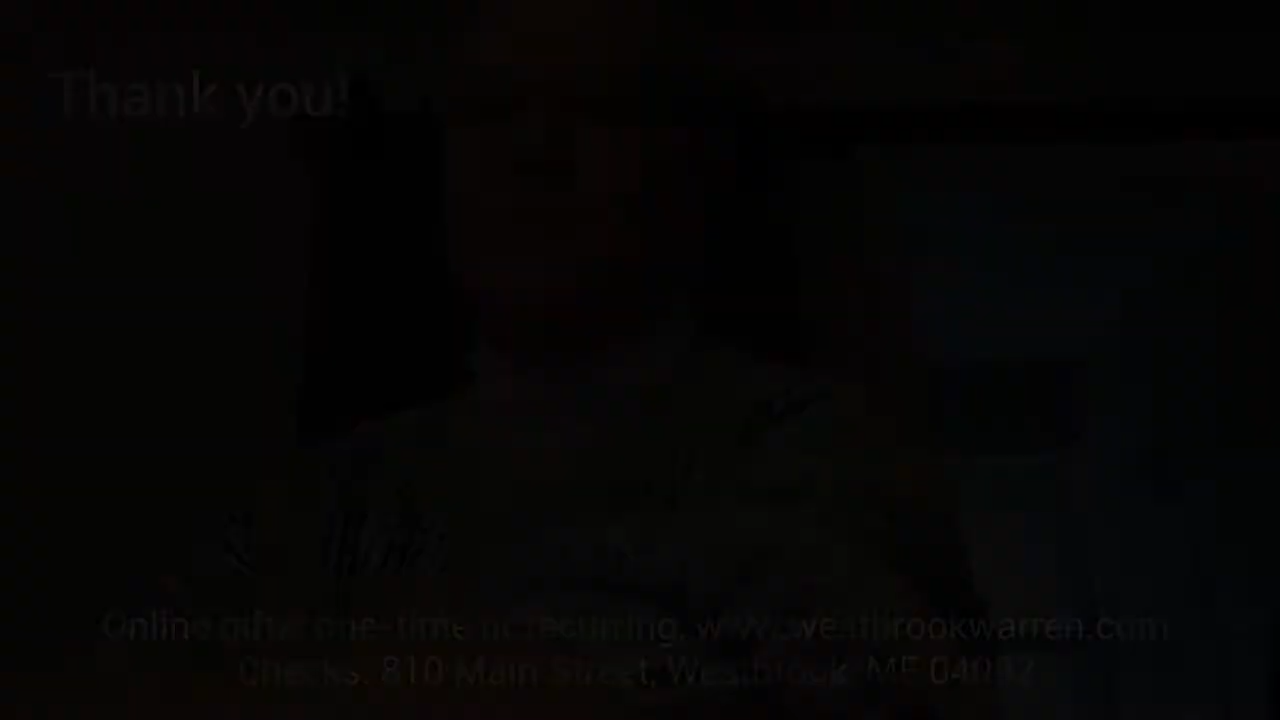 Thank you!
Online gifts: one-time or recurring, www.westbrookwarren.com
Checks: 810 Main Street, Westbrook, ME 04092